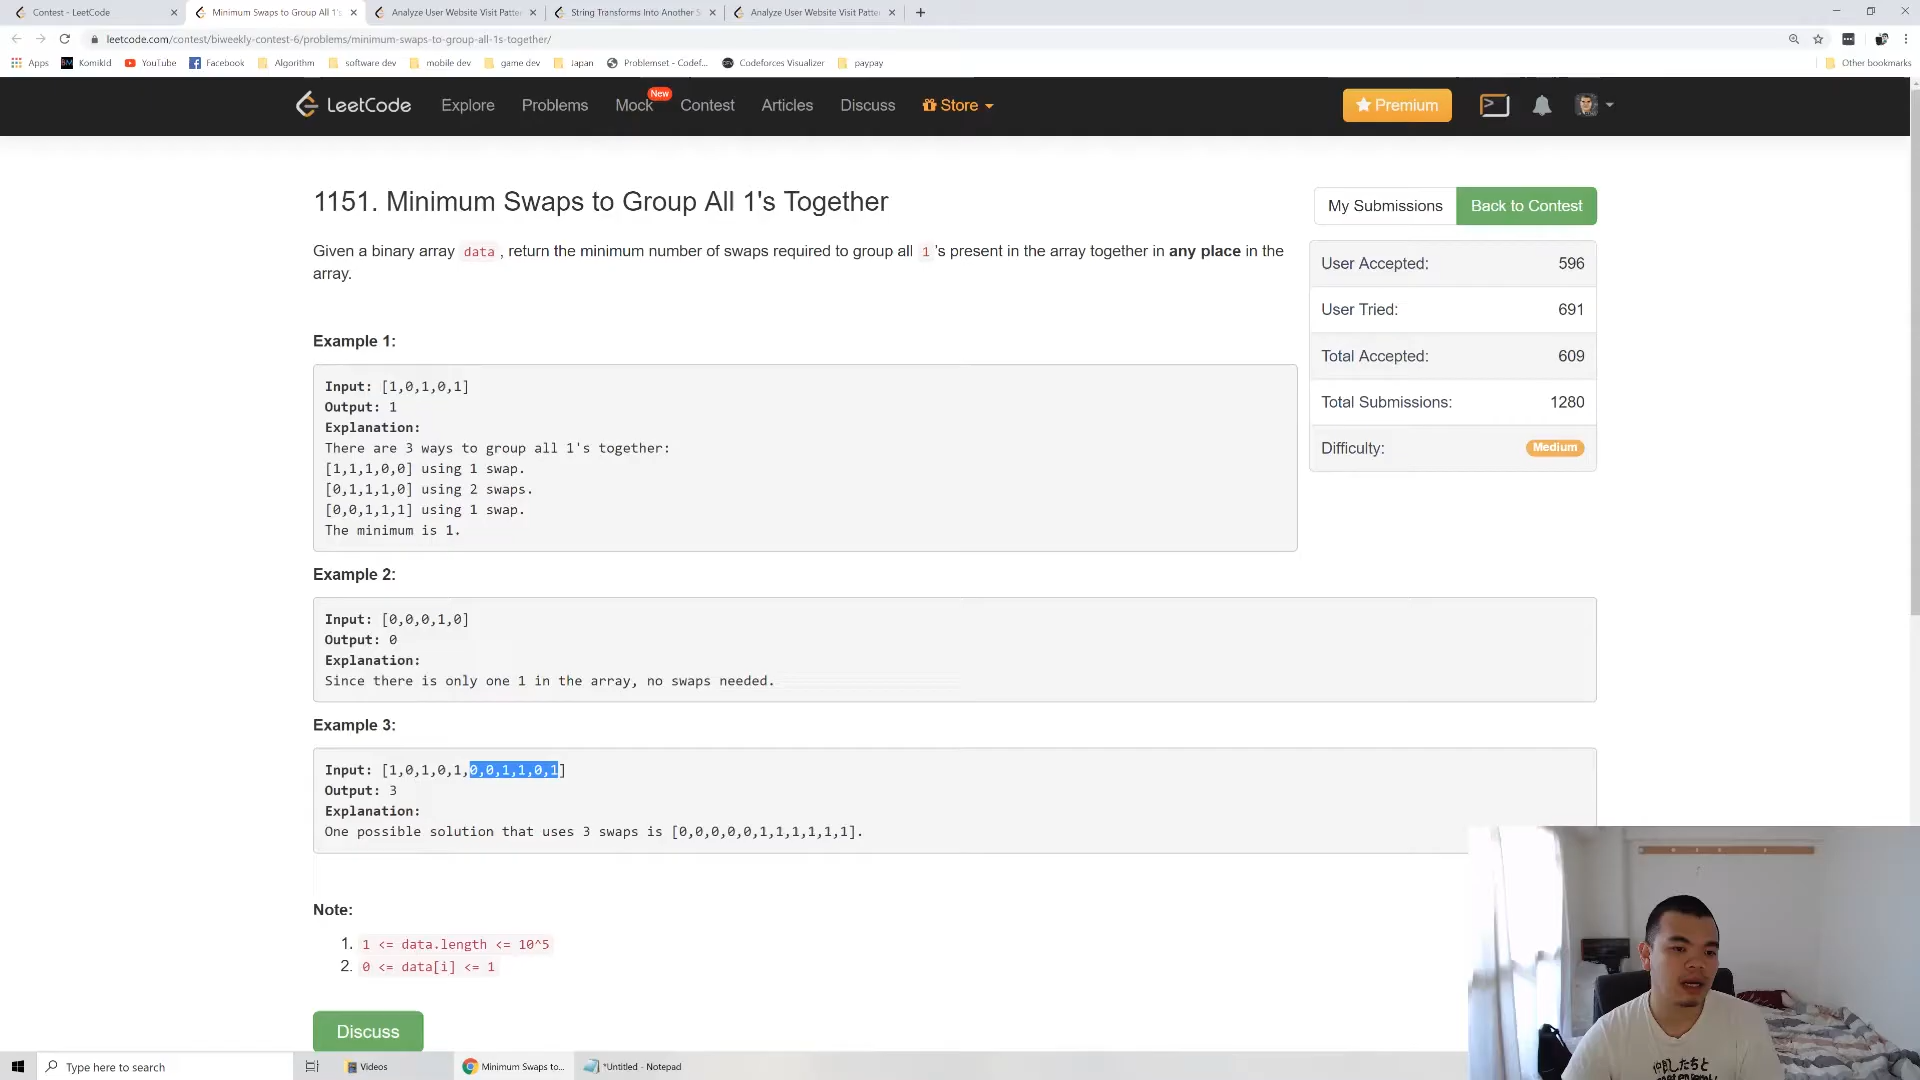 Contest - LeetCode
Minimum Swaps to Group All 1's
Analyze User Website Visit Patte
String Transforms Into Another S
Analyze User Website Visit Patte
leetcode.com/contest/biweekly-contest-6/problems/minimum-swaps-to-group-all-1s-together/
Apps
Komikid
YouTube
Facebook
Algorithm
software dev
mobile dev
game dev
Japan
Problemset - Codef...
Codeforces Visualizer
paypay
Other bookmarks
LeetCode
Explore
Problems
Mock
New
Contest
Articles
Discuss
Store
Premium
1151. Minimum Swaps to Group All 1's Together
My Submissions
Back to Contest
Given a binary array data , return the minimum number of swaps required to group all 1 's present in the array together in any place in the
array.
User Accepted: 596
User Tried: 691
Total Accepted: 609
Total Submissions: 1280
Difficulty: Medium
Example 1:
Input: [1,0,1,0,1]
Output: 1
Explanation:
There are 3 ways to group all 1's together:
[1,1,1,0,0] using 1 swap.
[0,1,1,1,0] using 2 swaps.
[0,0,1,1,1] using 1 swap.
The minimum is 1.
Example 2:
Input: [0,0,0,1,0]
Output: 0
Explanation:
Since there is only one 1 in the array, no swaps needed.
Example 3:
Input: [1,0,1,0,1,0,0,1,1,0,1]
Output: 3
Explanation:
One possible solution that uses 3 swaps is [0,0,0,0,0,1,1,1,1,1,1].
Note:
1. 1 <= data.length <= 10^5
2. 0 <= data[i] <= 1
Discuss
Type here to search
Videos
Minimum Swaps to...
*Untitled - Notepad